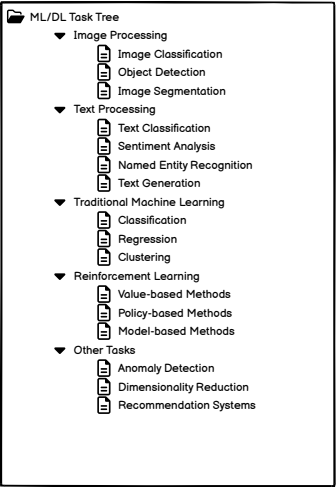 ML/DL Task Tree
Image Processing
Image Classification
Object Detection
Image Segmentation
Text Processing
Text Classification
Sentiment Analysis
Named Entity Recognition
Text Generation
Traditional Machine Learning
Classification
Regression
Clustering
Reinforcement Learning
Value-based Methods
Policy-based Methods
Model-based Methods
Other Tasks
Anomaly Detection
Dimensionality Reduction
Recommendation Systems